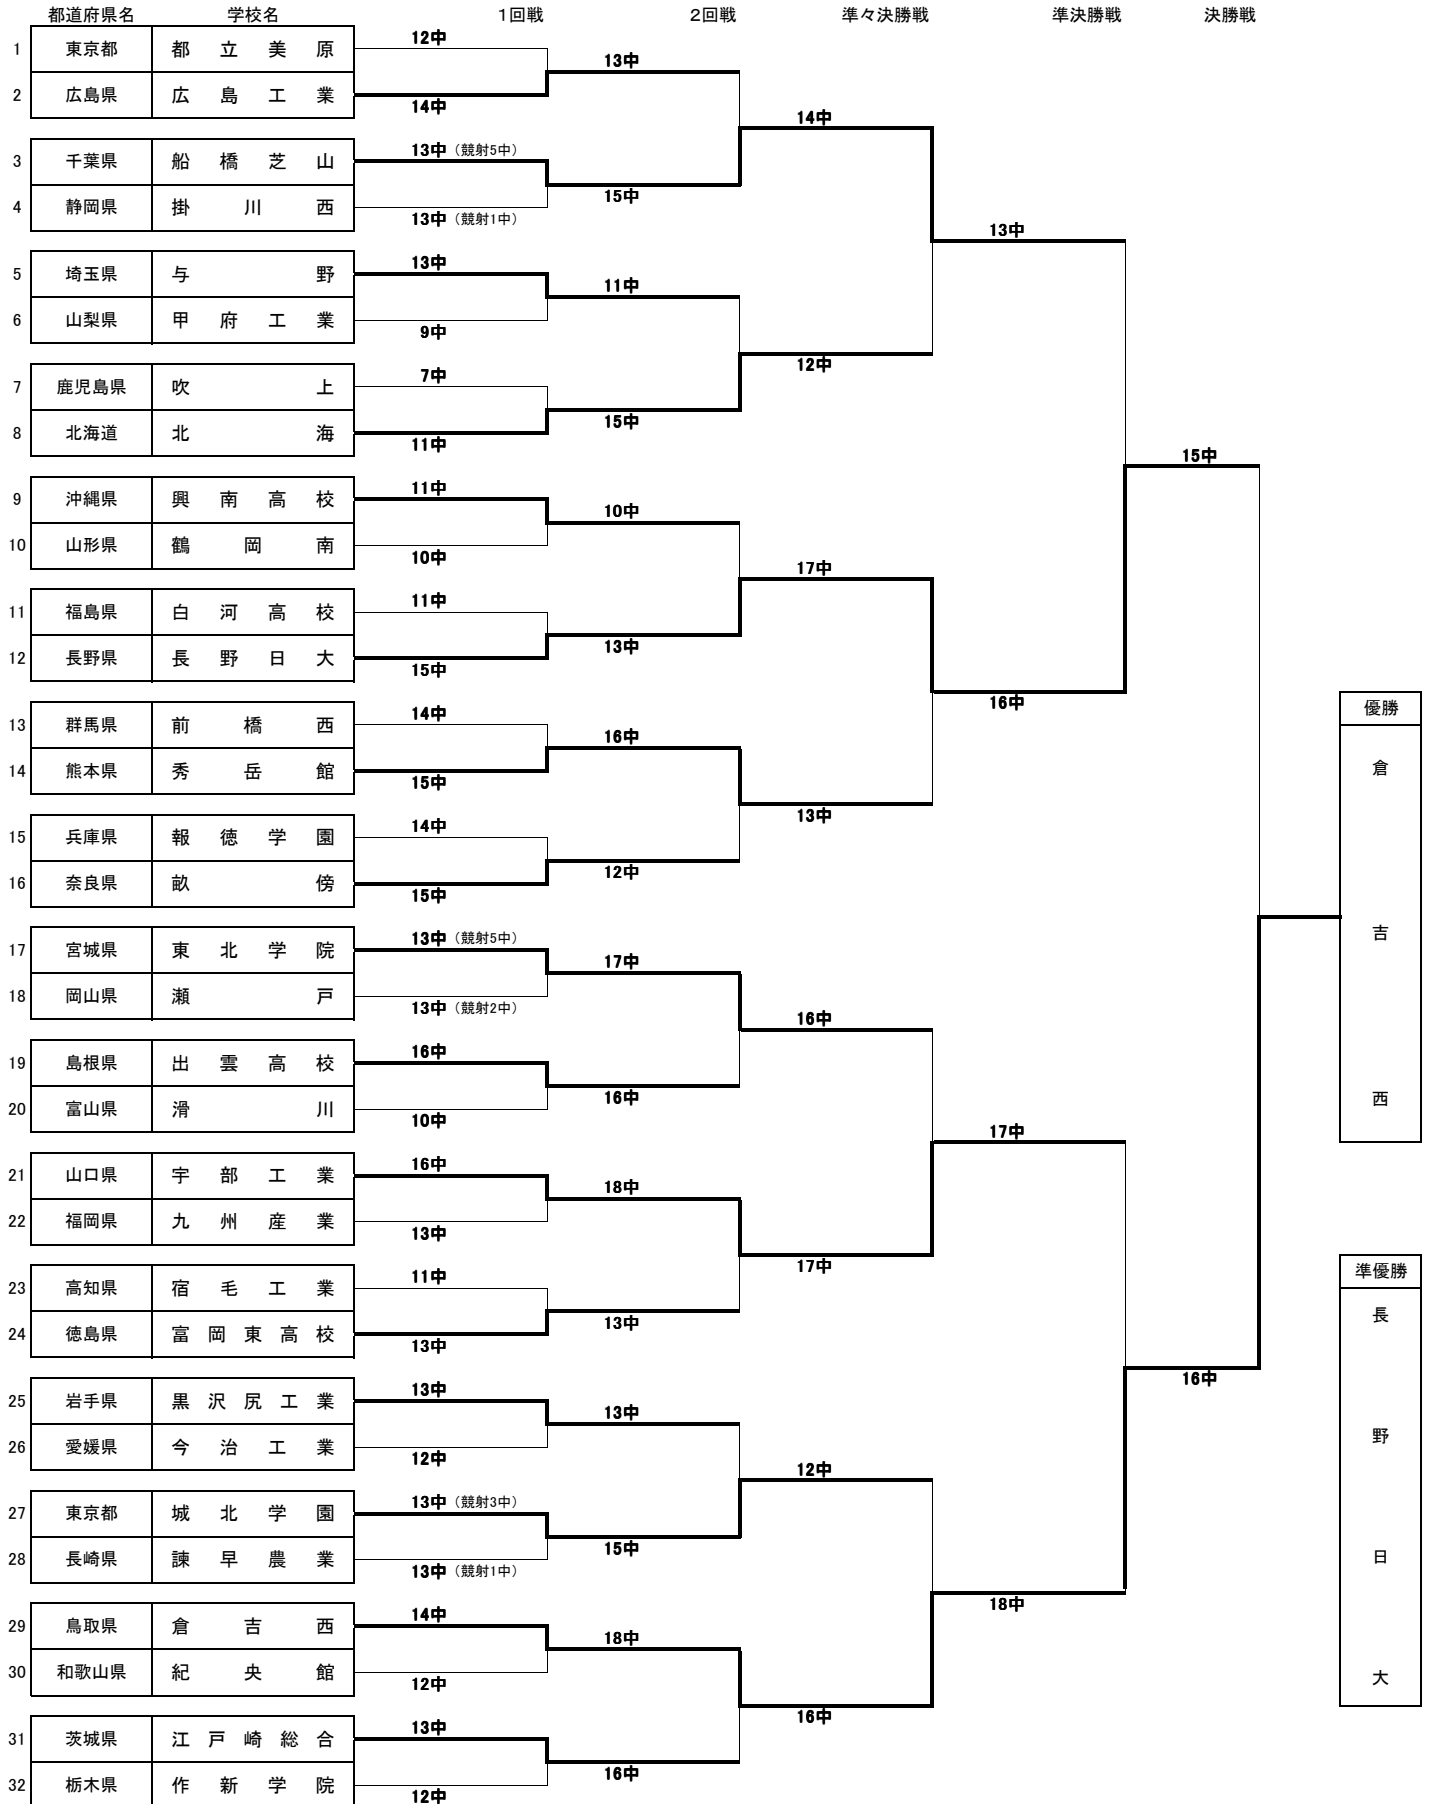 都道府県名 学校名 1回戦 2回戦 準々決勝戦 準決勝戦 決勝戦
1 東京都 都立美原 12中
13中
2 広島県 広島工業 14中
14中
3 千葉県 船橋芝山 13中（競射5中）
15中
4 静岡県 掛川西 13中（競射1中）
13中
5 埼玉県 与野 13中
11中
6 山梨県 甲府工業 9中
12中
7 鹿児島県 吹上 7中
15中
8 北海道 北海 11中
15中
9 沖縄県 興南高校 11中
10中
10 山形県 鶴岡南 10中
17中
11 福島県 白河高校 11中
13中
12 長野県 長野日大 15中
16中
13 群馬県 前橋西 14中
16中
14 熊本県 秀岳館 15中
13中
15 兵庫県 報徳学園 14中
12中
16 奈良県 畝傍 15中
17 宮城県 東北学院 13中（競射5中）
17中
18 岡山県 瀬戸 13中（競射2中）
16中
19 島根県 出雲高校 16中
16中
20 富山県 滑川 10中
17中
21 山口県 宇部工業 16中
18中
22 福岡県 九州産業 13中
17中
23 高知県 宿毛工業 11中
13中
24 徳島県 富岡東高校 13中
16中
25 岩手県 黒沢尻工業 13中
13中
26 愛媛県 今治工業 12中
12中
27 東京都 城北学園 13中（競射3中）
15中
28 長崎県 諫早農業 13中（競射1中）
18中
29 鳥取県 倉吉西 14中
18中
30 和歌山県 紀央館 12中
16中
31 茨城県 江戸崎総合 13中
16中
32 栃木県 作新学院 12中
優勝
倉吉西
準優勝
長野日大